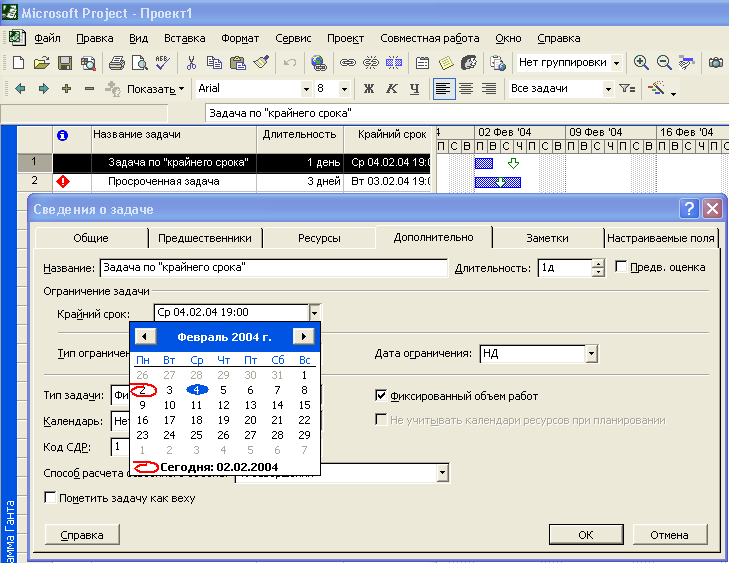 Microsoft Project - Проект1
Файл Правка Вид Вставка Формат Сервис Проект Совместная работа Окно Справка
Нет группировки
Показать Arial 8 Ж К Ч Все задачи
Задача по "крайнего срока"
Название задачи Длительность Крайний срок
02 Фев '04 09 Фев '04 16 Фев '04
П С В П В С Ч П С В П В С Ч П С В П В С Ч П
1 Задача по "крайнего срока" 1 день Ср 04.02.04 19:0
2 Просроченная задача 3 дней Вт 03.02.04 19:0
Сведения о задаче
Общие Предшественники Ресурсы Дополнительно Заметки Настраиваемые поля
Название: Задача по "крайнего срока" Длительность: 1д Предв. оценка
Ограничение задачи
Крайний срок: Ср 04.02.04 19:00
Февраль 2004 г.
Пн Вт Ср Чт Пт Сб Вс
26 27 28 29 30 31 1
2 3 4 5 6 7 8
9 10 11 12 13 14 15
16 17 18 19 20 21 22
23 24 25 26 27 28 29
1 2 3 4 5 6 7
Сегодня: 02.02.2004
Дата ограничения: НД
Тип задачи:
Фиксированный объем работ
Календарь: Нет
Не учитывать календари ресурсов при планировании
Код СДР: 1
Способ расчета
Пометить задачу как веху
Справка ОК Отмена